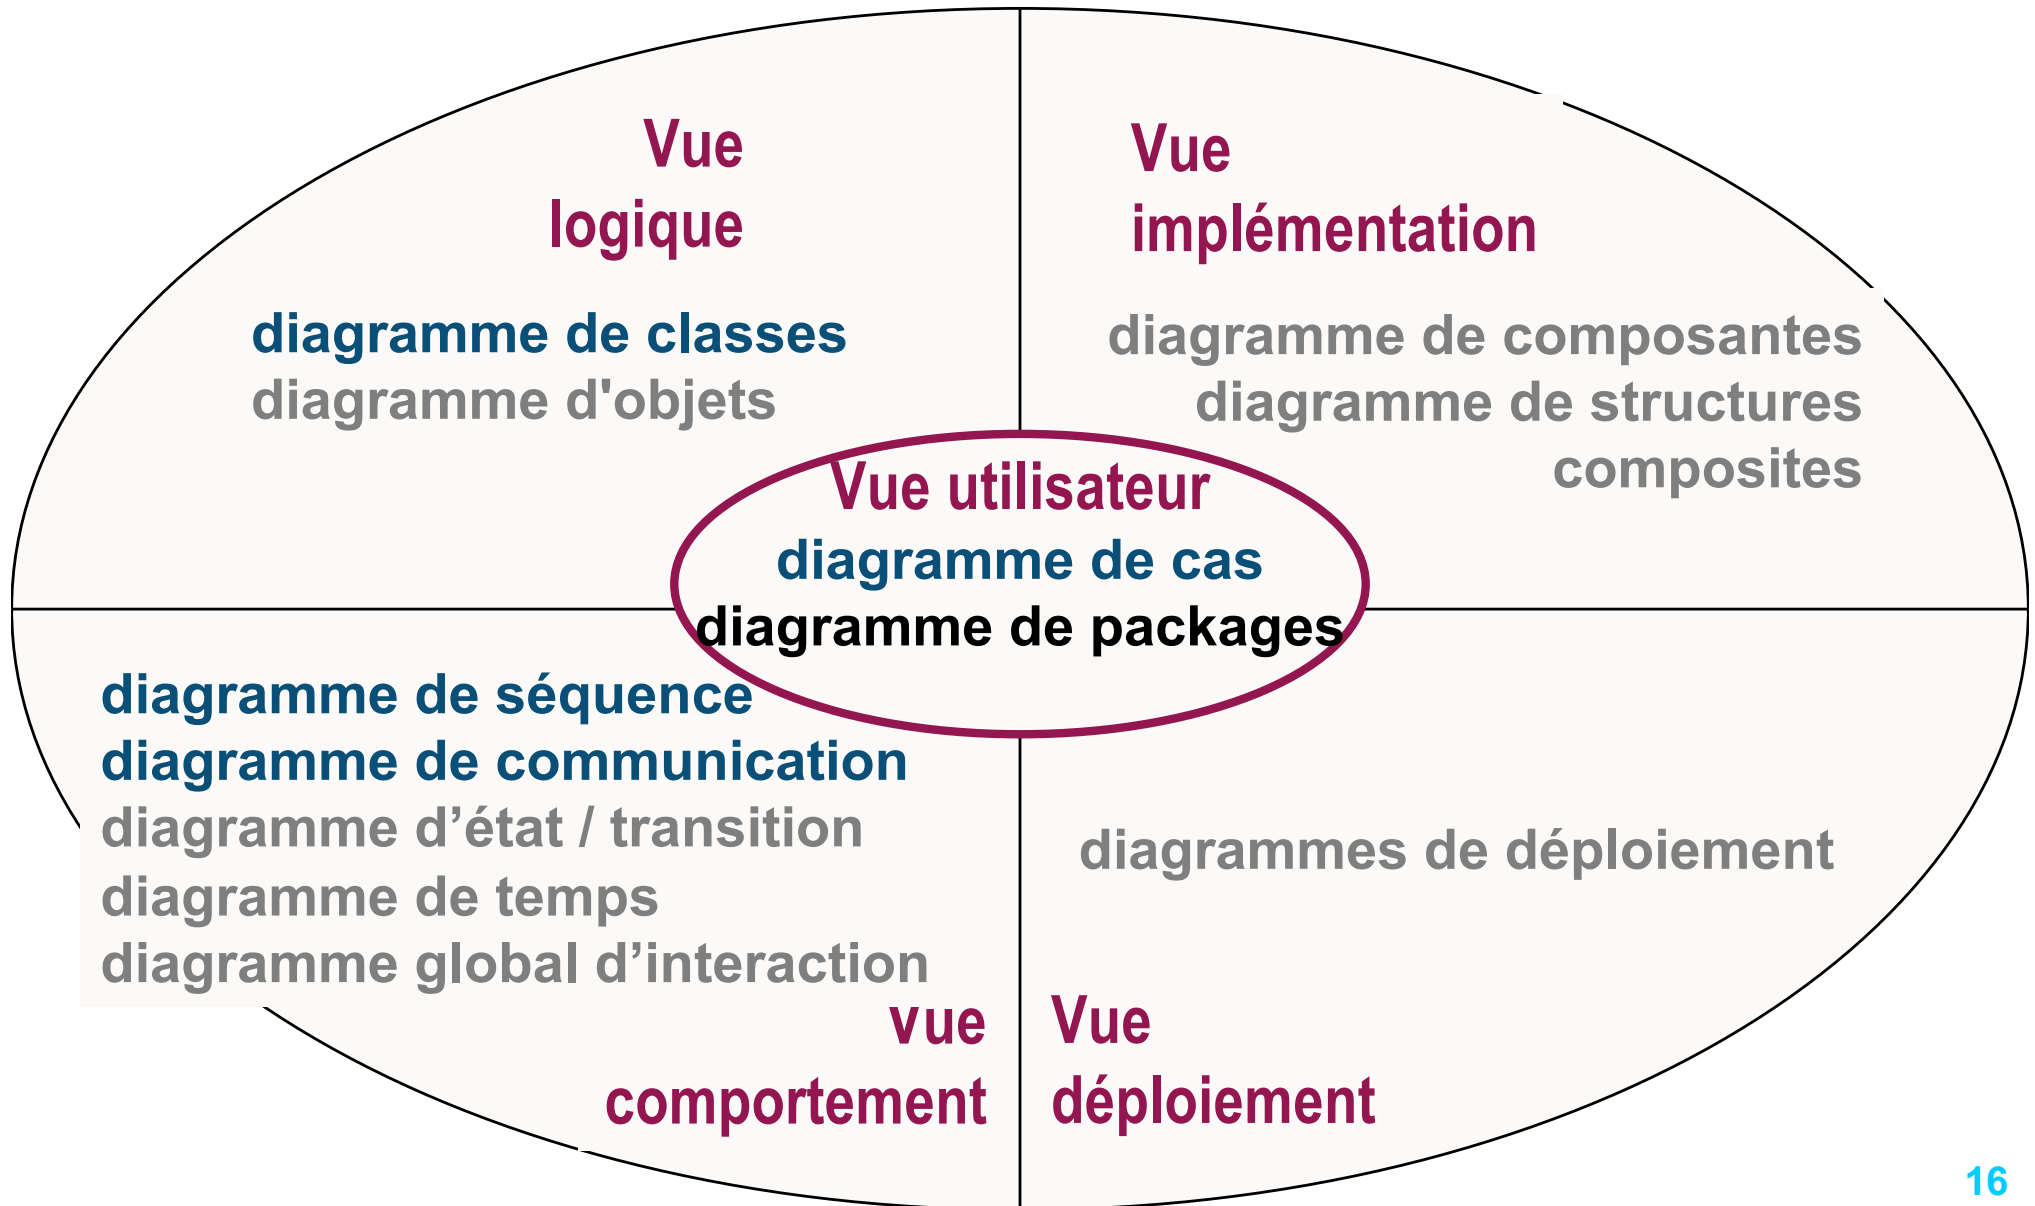 Vue
logique
diagramme de classes
diagramme d'objets
Vue
implémentation
diagramme de composantes
diagramme de structures
composites
Vue utilisateur
diagramme de cas
diagramme de packages
diagramme de séquence
diagramme de communication
diagramme d’état / transition
diagramme de temps
diagramme global d’interaction
Vue
comportement
diagrammes de déploiement
Vue
déploiement
16